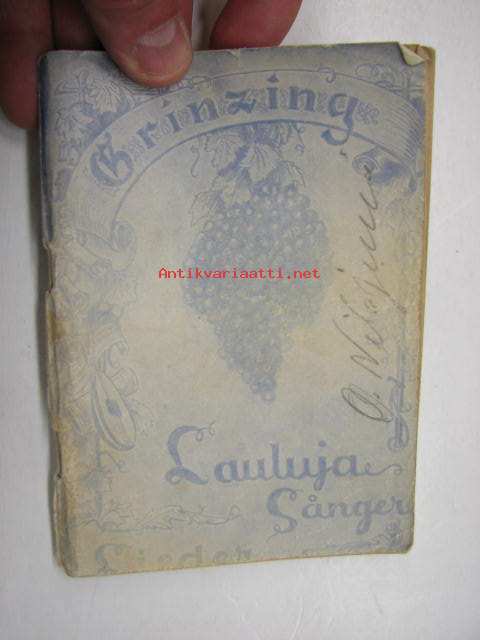 Grinzing
Antikvariaatti.net
Lauluja
Sånger
Lieder